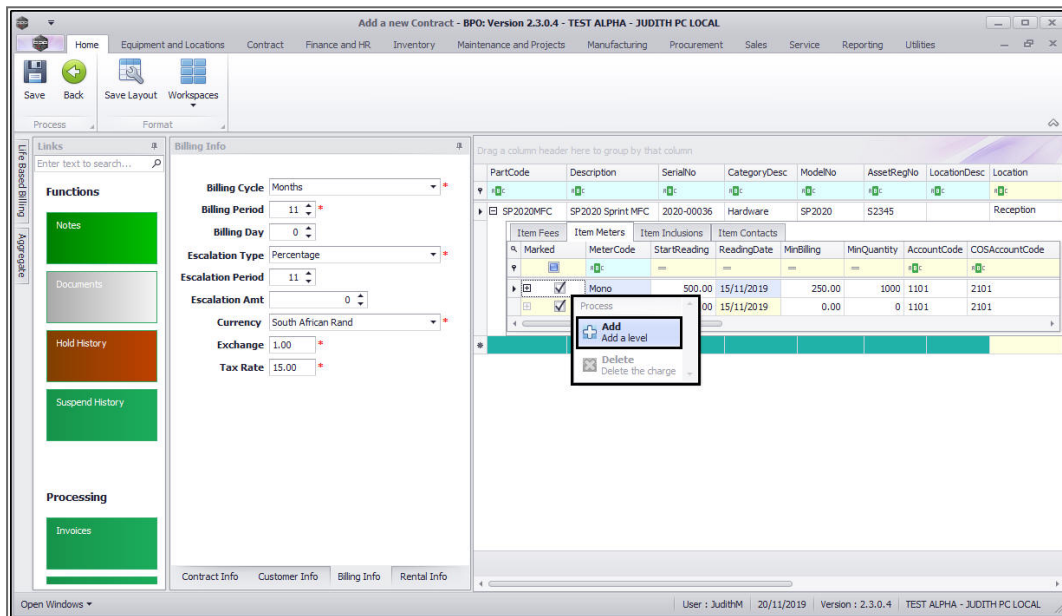 Add a new Contract - BPO: Version 2.3.0.4 - TEST ALPHA - JUDITH PC LOCAL
Home Equipment and Locations Contract Finance and HR Inventory Maintenance and Projects Manufacturing Procurement Sales Service Reporting Utilities
Save Back Save Layout Workspaces
Process Format
Life Based Billing
Aggregate
Links
Enter text to search...
Functions
Notes
Documents
Hold History
Suspend History
Processing
Invoices
Billing Info
Billing Cycle Months *
Billing Period 11 *
Billing Day 0
Escalation Type Percentage *
Escalation Period 11
Escalation Amt 0
Currency South African Rand *
Exchange 1.00 *
Tax Rate 15.00 *
Contract Info Customer Info Billing Info Rental Info
Drag a column header here to group by that column
PartCode Description SerialNo CategoryDesc ModelNo AssetRegNo LocationDesc Location
SP2020MFC SP2020 Sprint MFC 2020-00036 Hardware SP2020 S2345 Reception
Item Fees Item Meters Item Inclusions Item Contacts
Marked MeterCode StartReading ReadingDate MinBilling MinQuantity AccountCode COSAccountCode
Mono 500.00 15/11/2019 250.00 1000 1101 2101
00 15/11/2019 0.00 0 1101 2101
Process
Add
Add a level
Delete
Delete the charge
Open Windows User : JudithM 20/11/2019 Version : 2.3.0.4 TEST ALPHA - JUDITH PC LOCAL